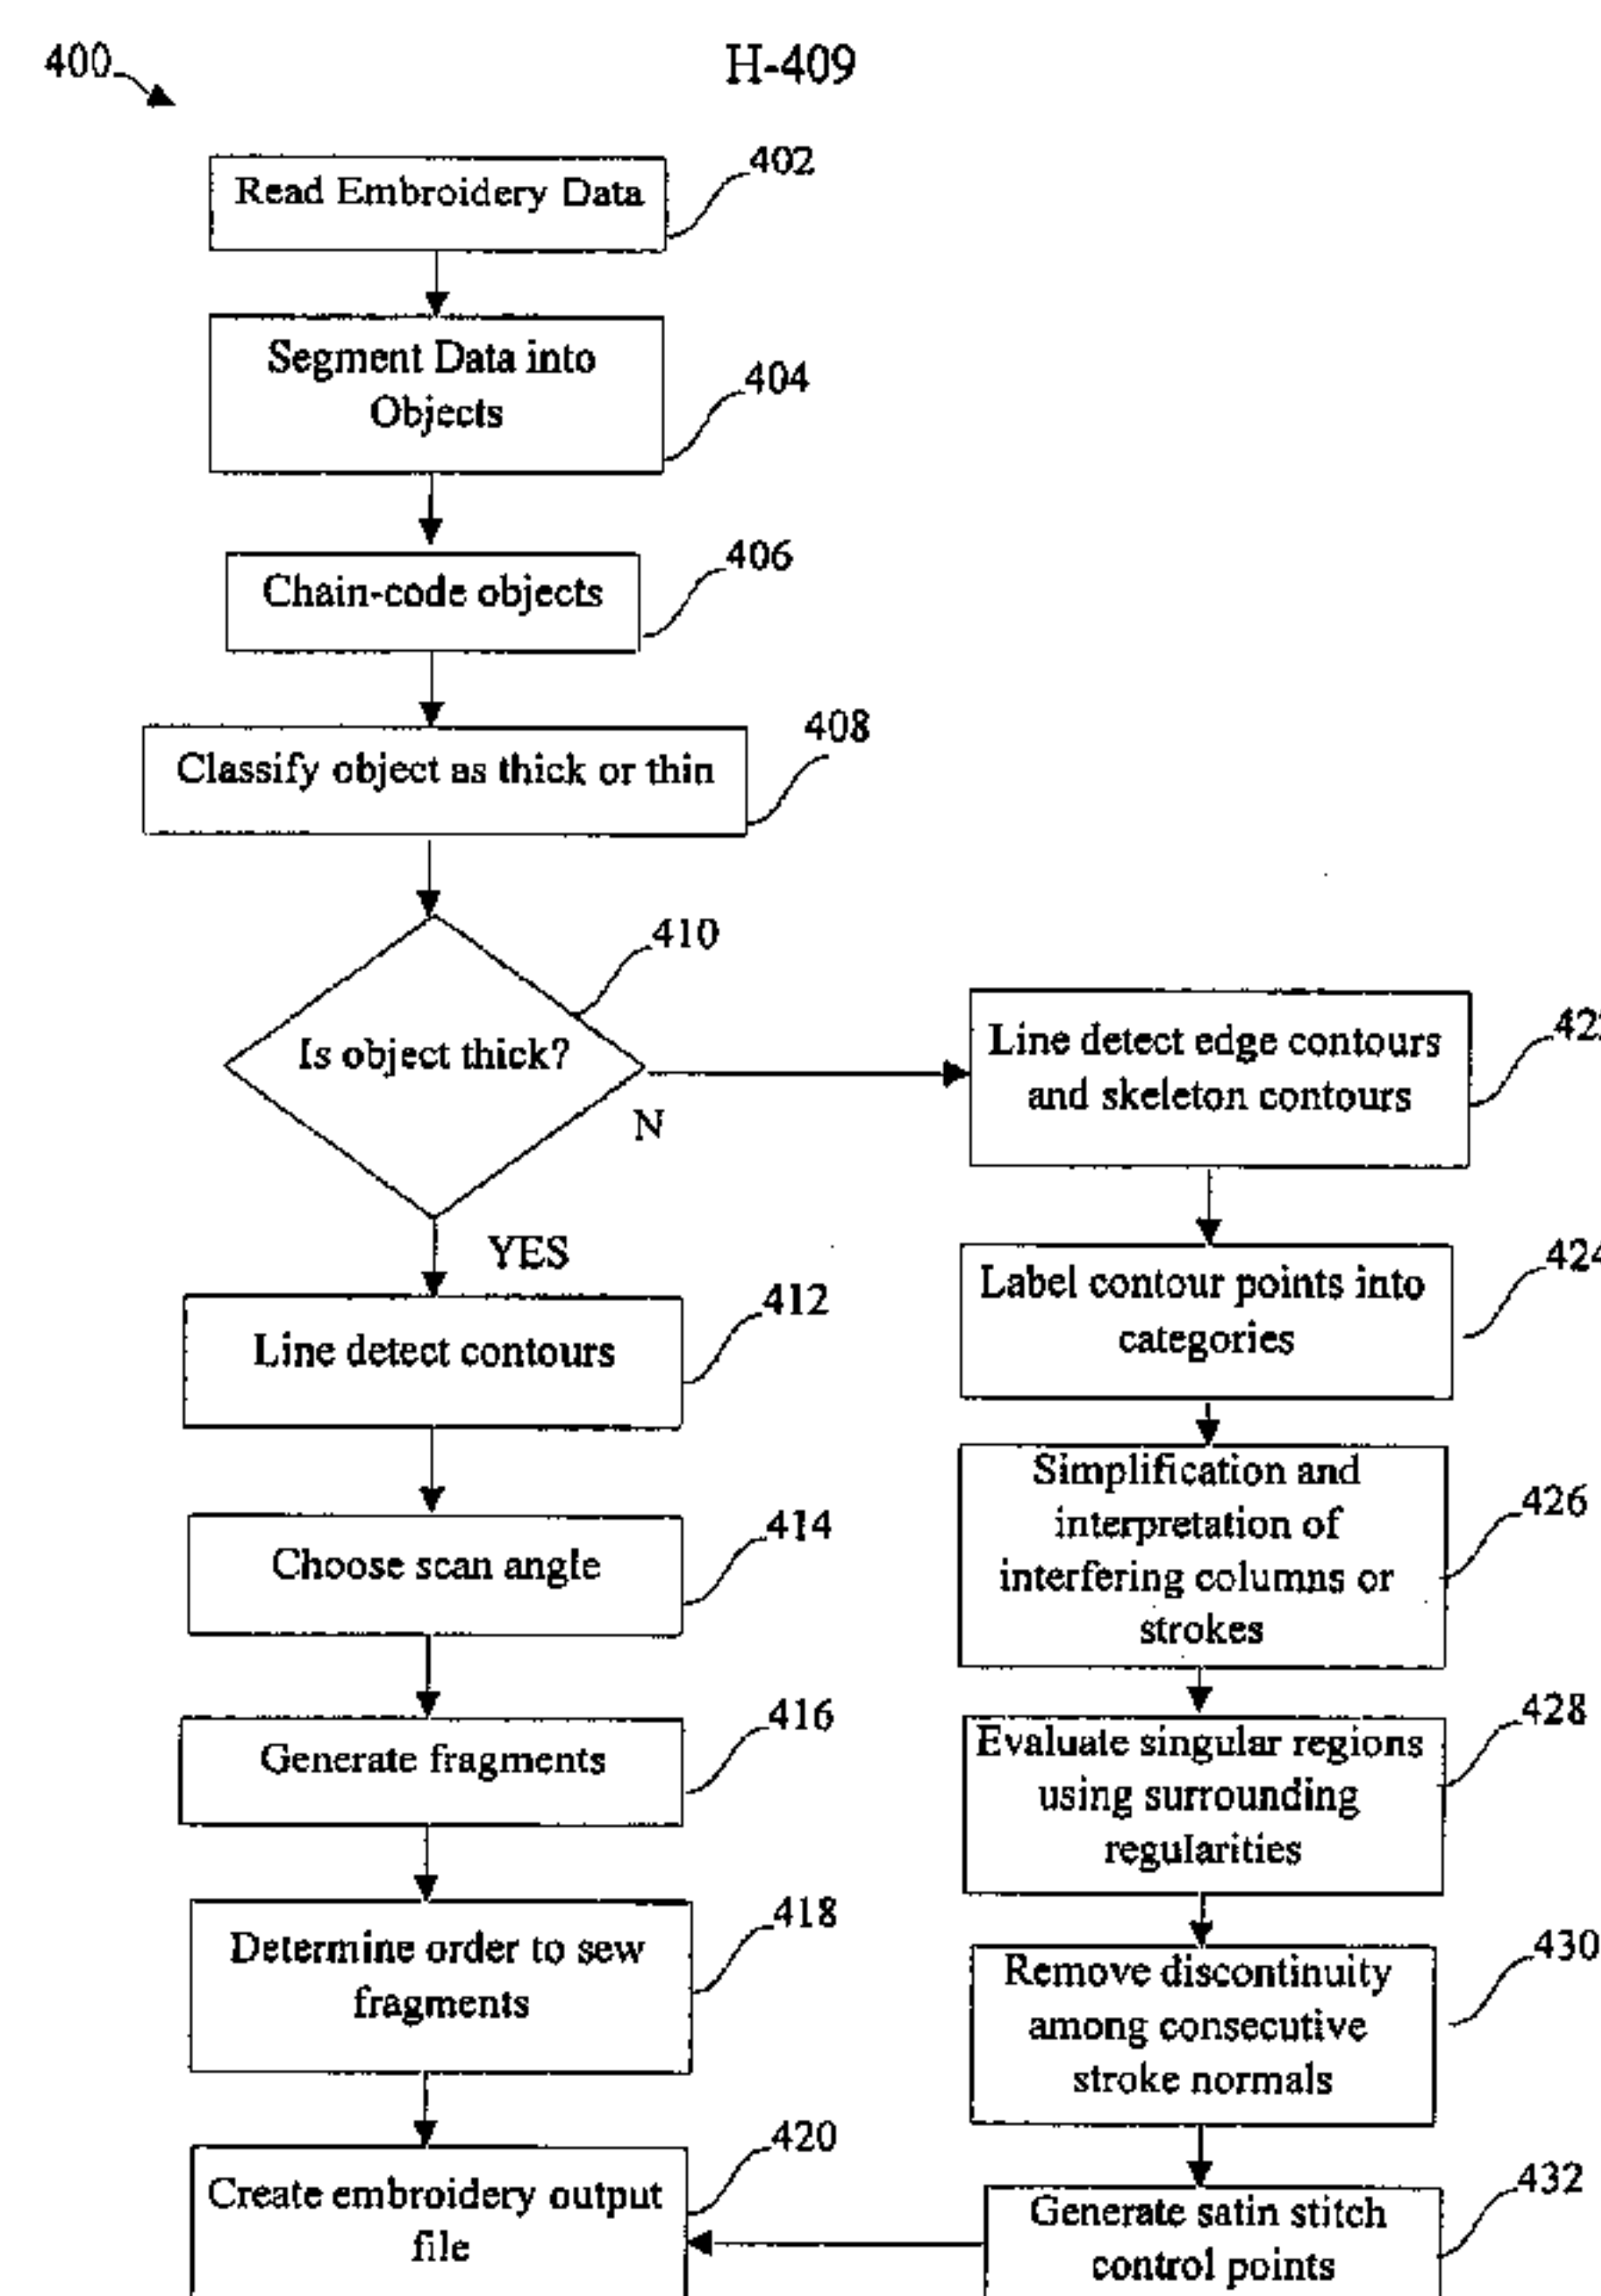 400
H-409
Read Embroidery Data
402
Segment Data into
Objects
404
Chain-code objects
406
Classify object as thick or thin
408
Is object thick?
410
N
YES
Line detect contours
412
Choose scan angle
414
Generate fragments
416
Determine order to sew
fragments
418
Create embroidery output
file
420
Line detect edge contours
and skeleton contours
Label contour points into
categories
424
Simplification and
interpretation of
interfering columns or
strokes
426
Evaluate singular regions
using surrounding
regularities
428
Remove discontinuity
among consecutive
stroke normals
430
Generate satin stitch
control points
432